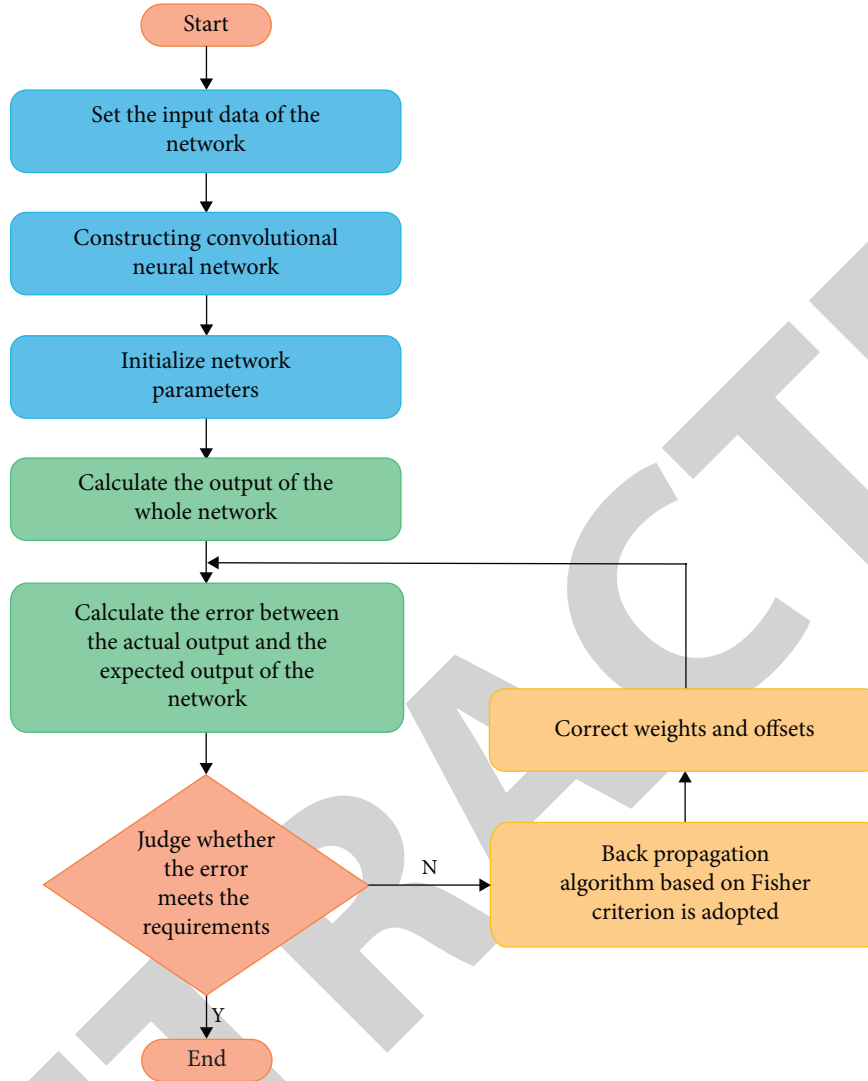 Start
Set the input data of the
network
Constructing convolutional
neural network
Initialize network
parameters
Calculate the output of the
whole network
Calculate the error between
the actual output and the
expected output of the
network
Correct weights and offsets
Judge whether
the error
meets the
requirements
N
Back propagation
algorithm based on Fisher
criterion is adopted
Y
End
TRACT